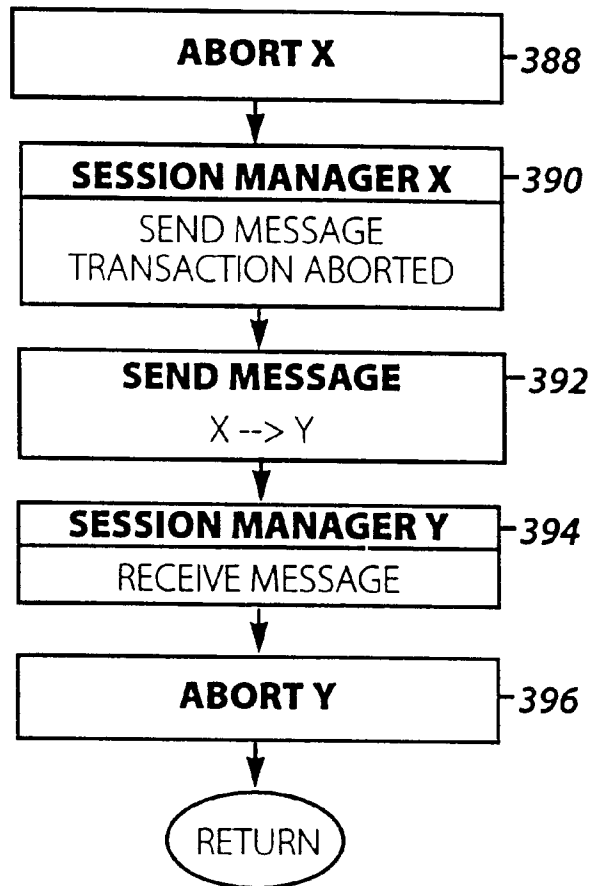 ABORT X
388
SESSION MANAGER X
390
SEND MESSAGE
TRANSACTION ABORTED
SEND MESSAGE
392
X --> Y
SESSION MANAGER Y
394
RECEIVE MESSAGE
ABORT Y
396
RETURN